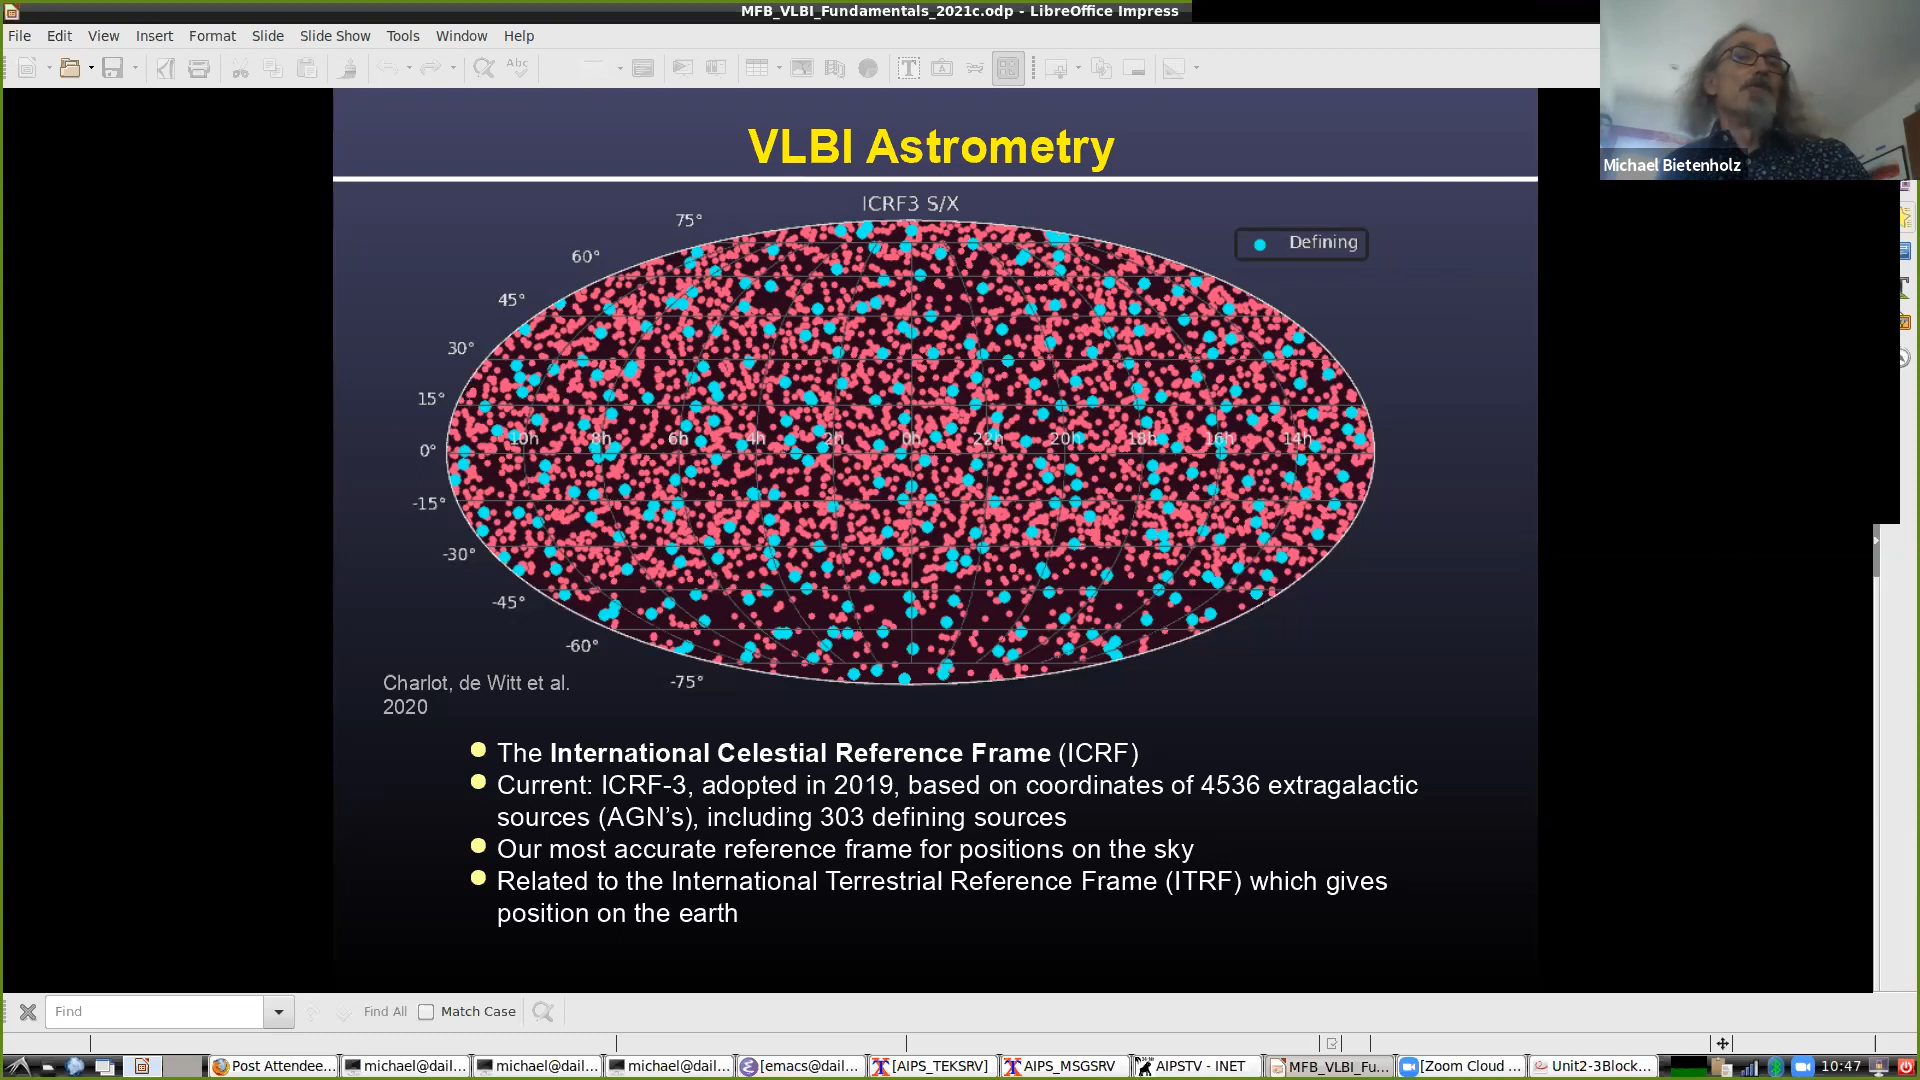 MFB_VLBI_Fundamentals_2021c.odp - LibreOffice Impress
File Edit View Insert Format Slide Slide Show Tools Window Help
Abc
Michael Bietenholz
VLBI Astrometry
ICRF3 S/X
Defining
75°
60°
45°
30°
15°
10h 8h 6h 4h 2h 0h 22h 20h 18h 16h 14h
0°
-15°
-30°
-45°
-60°
-75°
Charlot, de Witt et al.
2020
The International Celestial Reference Frame (ICRF)
Current: ICRF-3, adopted in 2019, based on coordinates of 4536 extragalactic
sources (AGN's), including 303 defining sources
Our most accurate reference frame for positions on the sky
Related to the International Terrestrial Reference Frame (ITRF) which gives
position on the earth
Find Find All Match Case
Post Attendee... michael@dail... michael@dail... michael@dail... [emacs@dail... [AIPS_TEKSRV] AIPS_MSGSRV AIPSTV - INET MFB_VLBI_Fu... [Zoom Cloud ... Unit2-3Block... 10:47